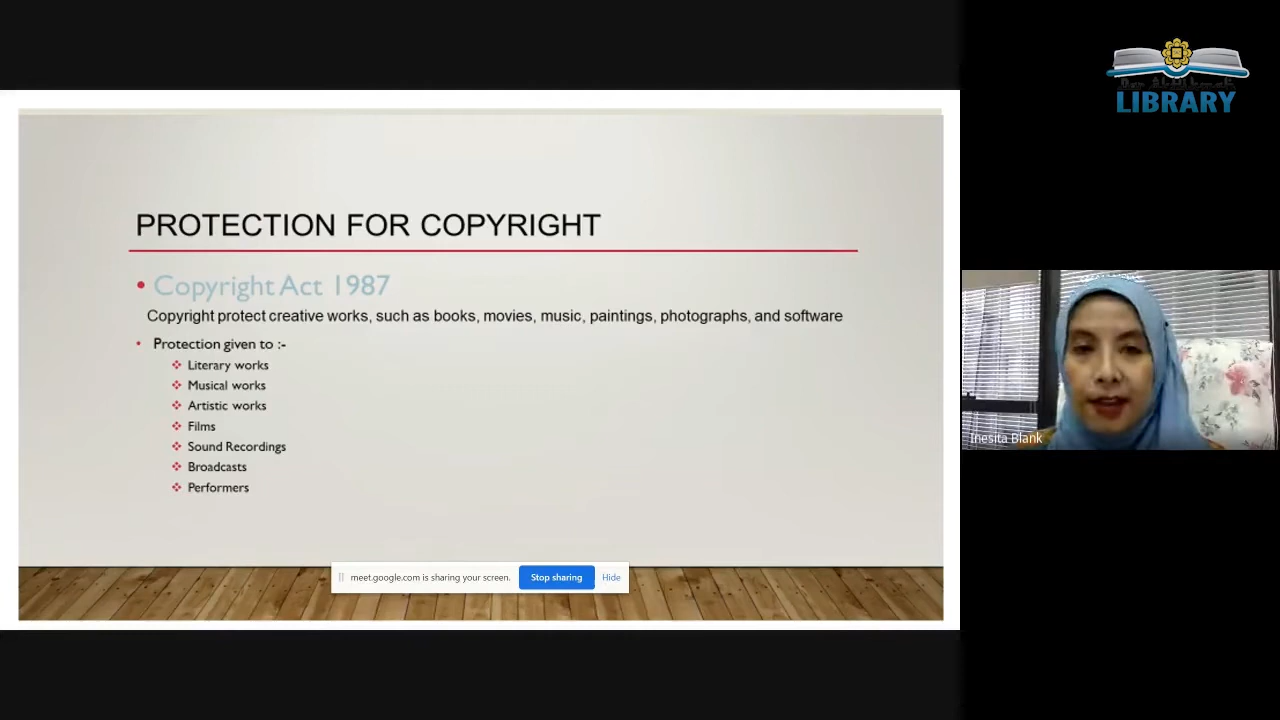 LIBRARY
PROTECTION FOR COPYRIGHT
• Copyright Act 1987
Copyright protect creative works, such as books, movies, music, paintings, photographs, and software
• Protection given to :-
❖ Literary works
❖ Musical works
❖ Artistic works
❖ Films
❖ Sound Recordings
❖ Broadcasts
❖ Performers
Inesita Blank
meet.google.com is sharing your screen. Stop sharing Hide